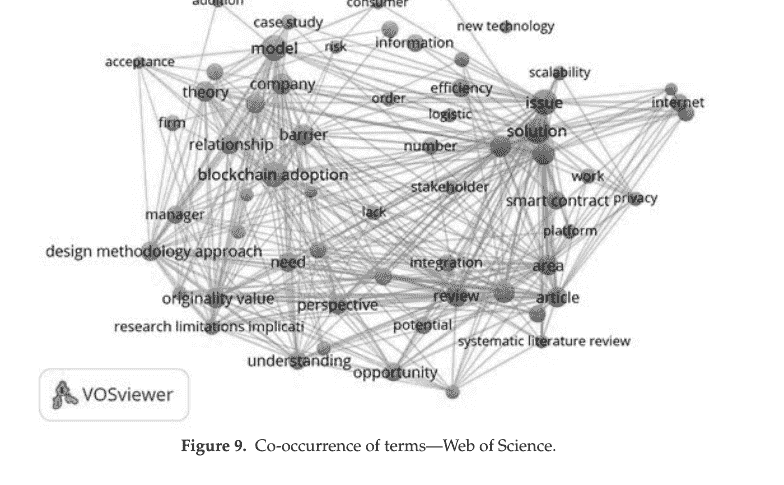 addition
consumer
case study
new technology
model
risk
information
acceptance
scalability
theory
company
efficiency
order
issue
internet
logistic
firm
barrier
solution
relationship
number
blockchain adoption
work
stakeholder
smart contract
privacy
manager
lack
platform
design methodology approach
need
integration
area
originality value
perspective
review
article
research limitations implicati
potential
systematic literature review
understanding
opportunity
VOSviewer
Figure 9. Co-occurrence of terms—Web of Science.